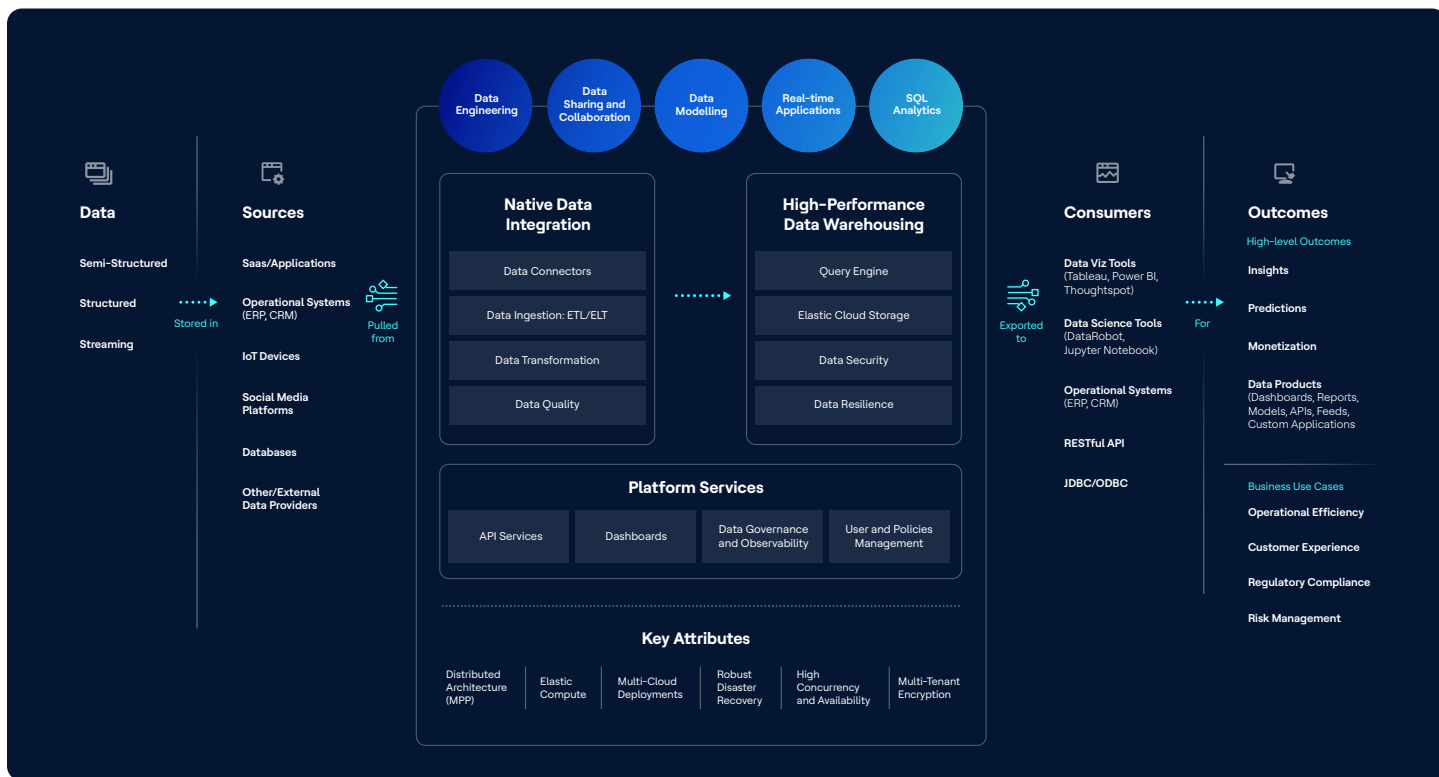 Data
Engineering
Data
Sharing and
Collaboration
Data
Modelling
Real-time
Applications
SQL
Analytics
Data
Semi-Structured
Structured
Streaming
Stored in
Sources
Saas/Applications
Operational Systems
(ERP, CRM)
IoT Devices
Social Media
Platforms
Databases
Other/External
Data Providers
Pulled
from
Native Data
Integration
Data Connectors
Data Ingestion: ETL/ELT
Data Transformation
Data Quality
High-Performance
Data Warehousing
Query Engine
Elastic Cloud Storage
Data Security
Data Resilience
Platform Services
API Services
Dashboards
Data Governance
and Observability
User and Policies
Management
Key Attributes
Distributed
Architecture
(MPP)
Elastic
Compute
Multi-Cloud
Deployments
Robust
Disaster
Recovery
High
Concurrency
and Availability
Multi-Tenant
Encryption
Exported
to
Consumers
Data Viz Tools
(Tableau, Power BI,
Thoughtspot)
Data Science Tools
(DataRobot,
Jupyter Notebook)
Operational Systems
(ERP, CRM)
RESTful API
JDBC/ODBC
For
Outcomes
High-level Outcomes
Insights
Predictions
Monetization
Data Products
(Dashboards, Reports,
Models, APIs, Feeds,
Custom Applications
Business Use Cases
Operational Efficiency
Customer Experience
Regulatory Compliance
Risk Management